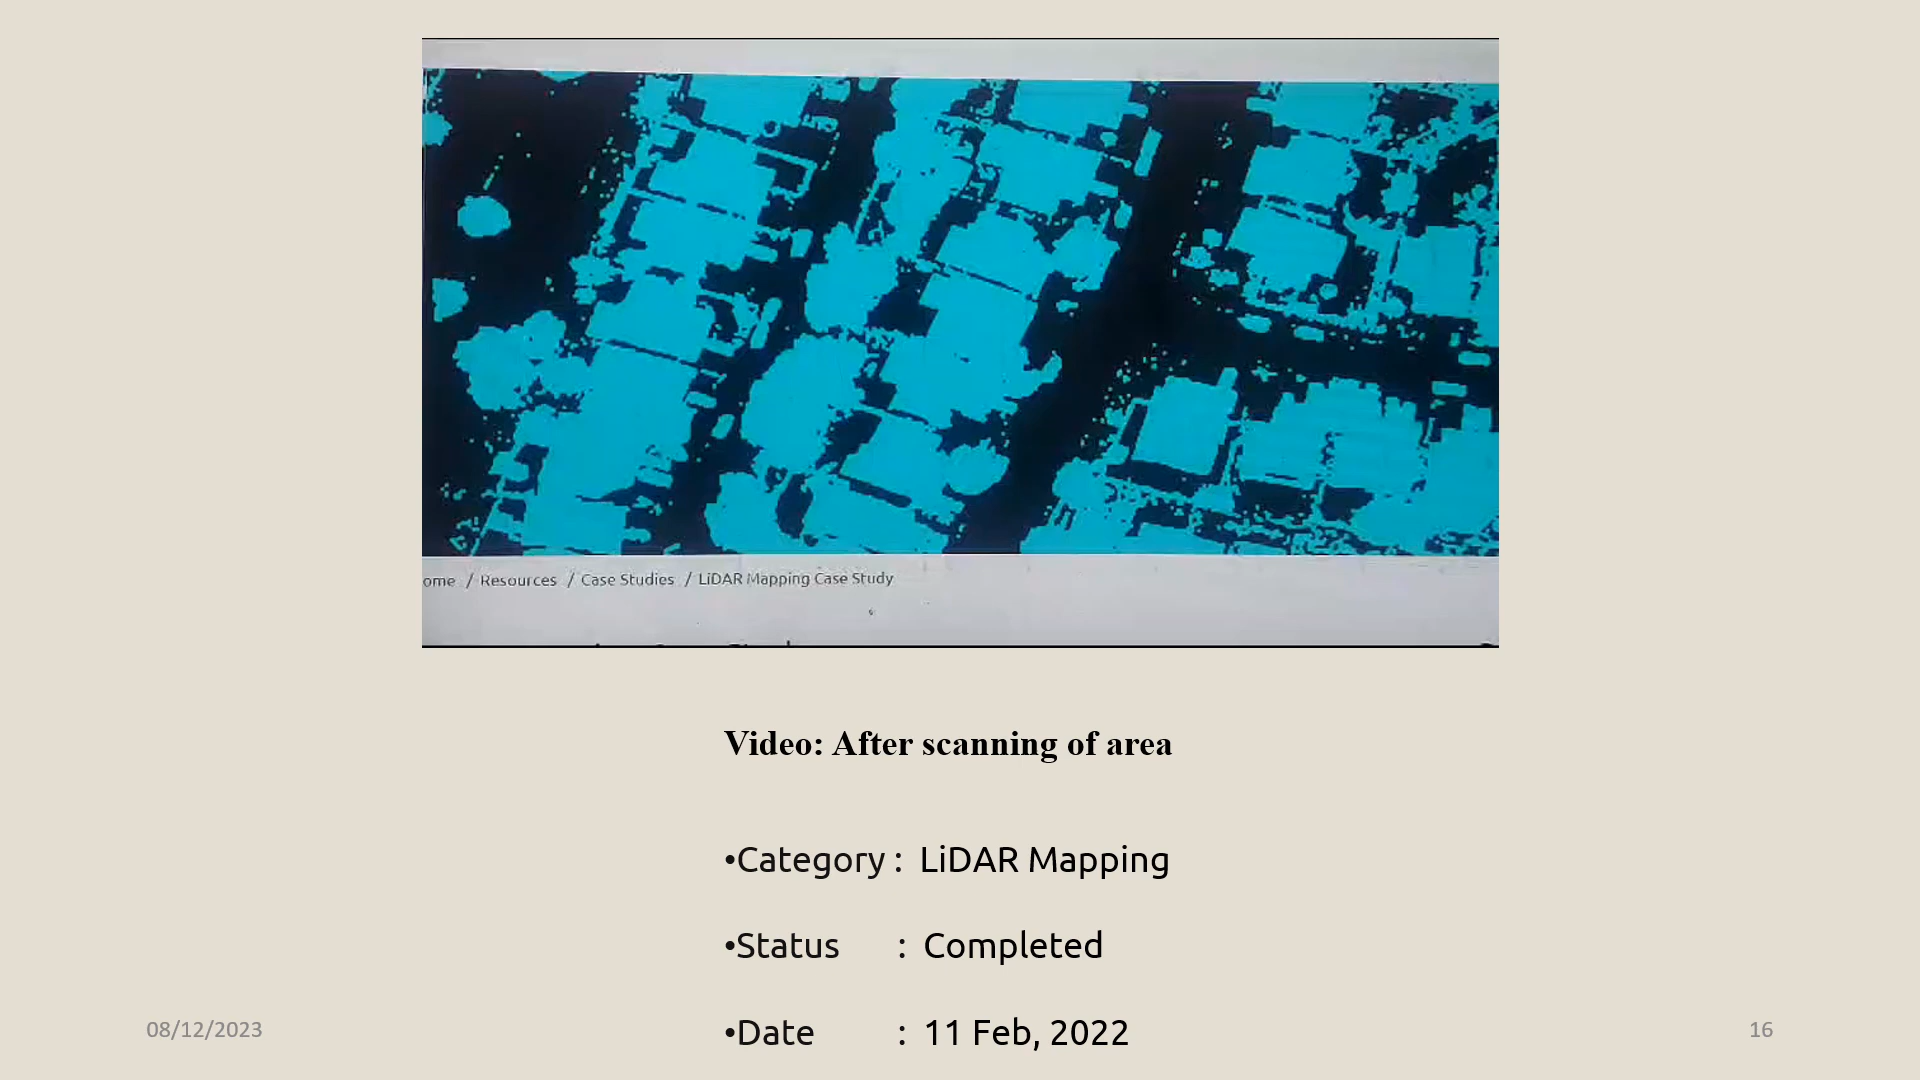 ome / Resources / Case Studies / LiDAR Mapping Case Study
Video: After scanning of area
•Category : LiDAR Mapping
•Status : Completed
•Date : 11 Feb, 2022
08/12/2023
16